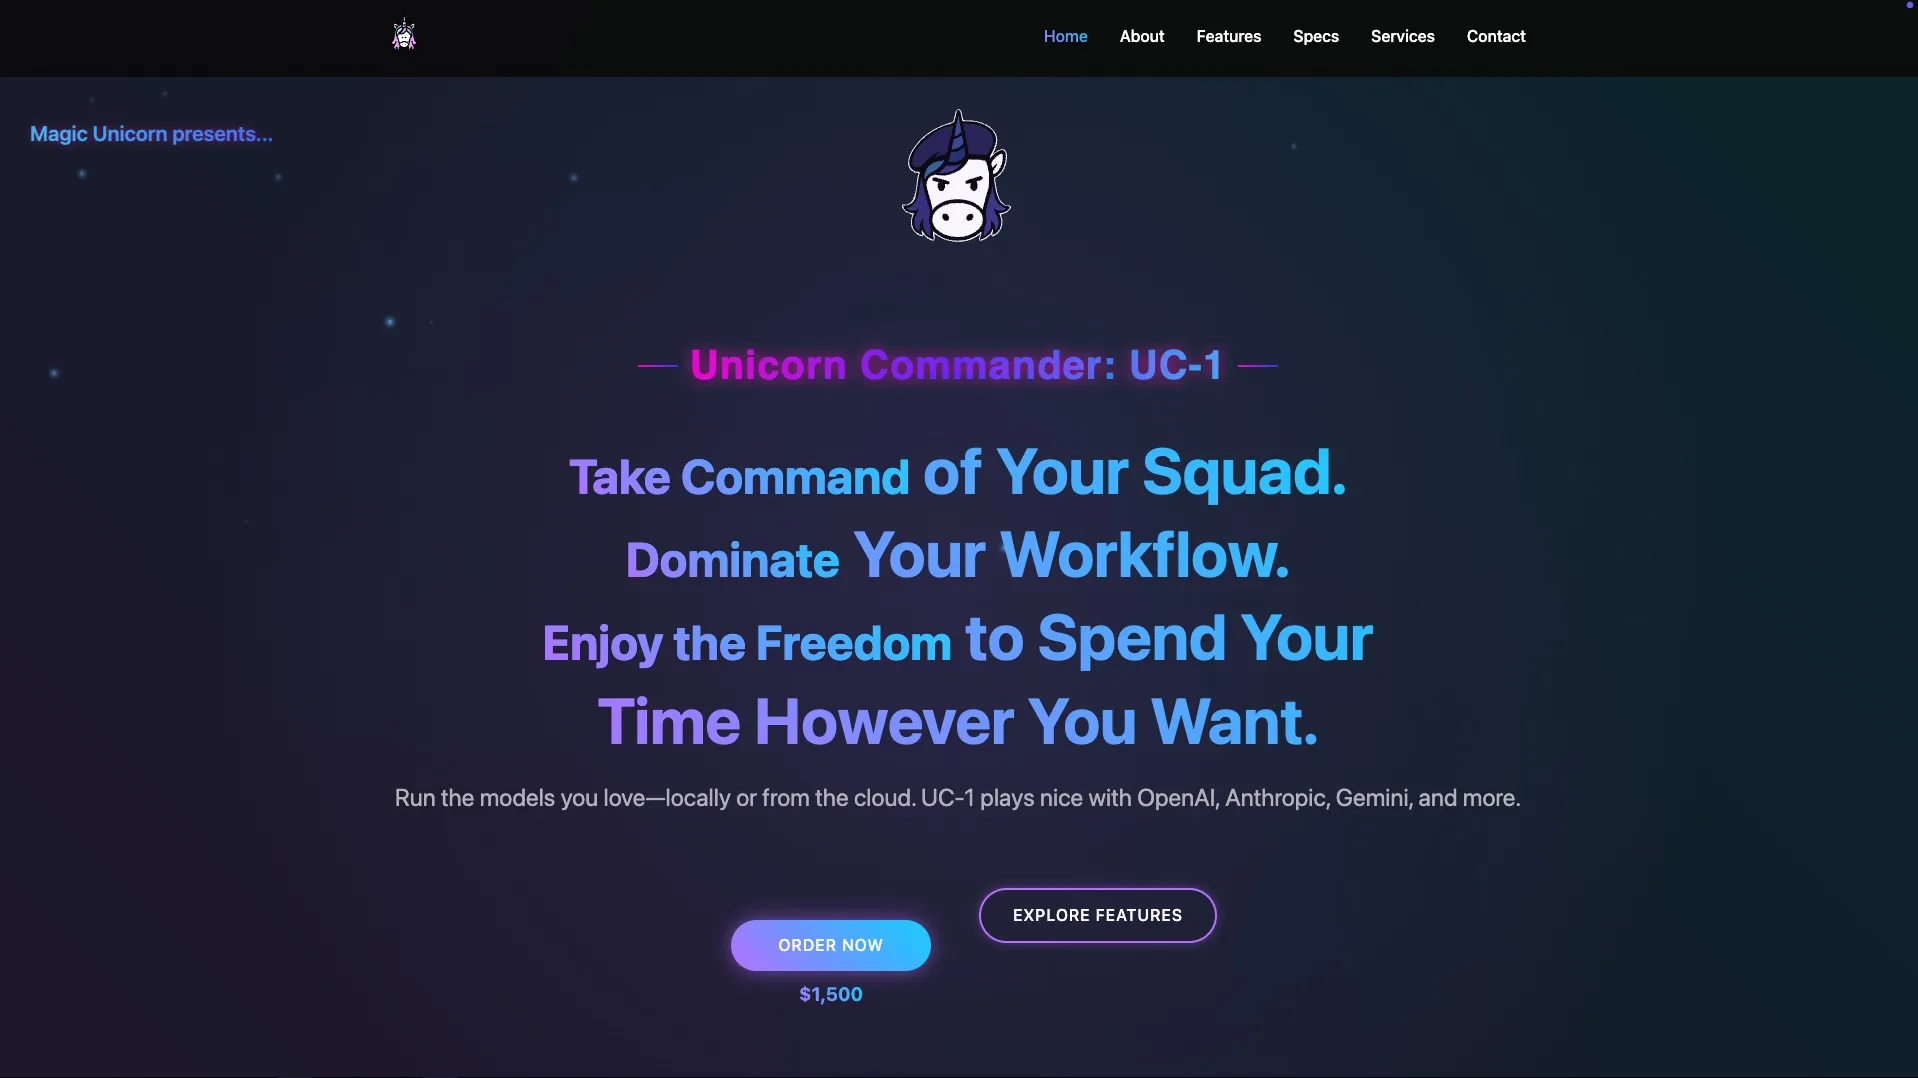 Home
About
Features
Specs
Services
Contact
Magic Unicorn presents...
Unicorn Commander: UC-1
Take Command of Your Squad.
Dominate Your Workflow.
Enjoy the Freedom to Spend Your
Time However You Want.
Run the models you love—locally or from the cloud. UC-1 plays nice with OpenAI, Anthropic, Gemini, and more.
ORDER NOW
EXPLORE FEATURES
$1,500